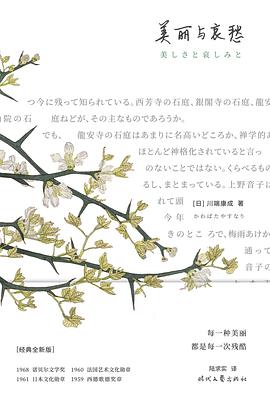 美丽与哀愁
美しさと哀しみと
つ今に残って知られている。西芳寺の石庭、銀閣寺の石庭、龍安
山院の石
庭ねどが、その主なものであろうか。
でも、龍安寺の石庭はあまりに名高いどころか、禅学的あ
ほとんど神格化されていると言っ
のないことではない。くらべるもの
るし、まとまっている。上野音子は
れて頭
[日] 川端康成 著
かわばたやすなり
今年
きのところで、梅雨あけか
通って
音子の
每一种美丽
都是每一次残酷
[经典全新版]
1968 诺贝尔文学奖 1960 法国艺术文化勋章
1961 日本文化勋章 1959 西德歌德奖章
陆求实 译
时代文艺出版社